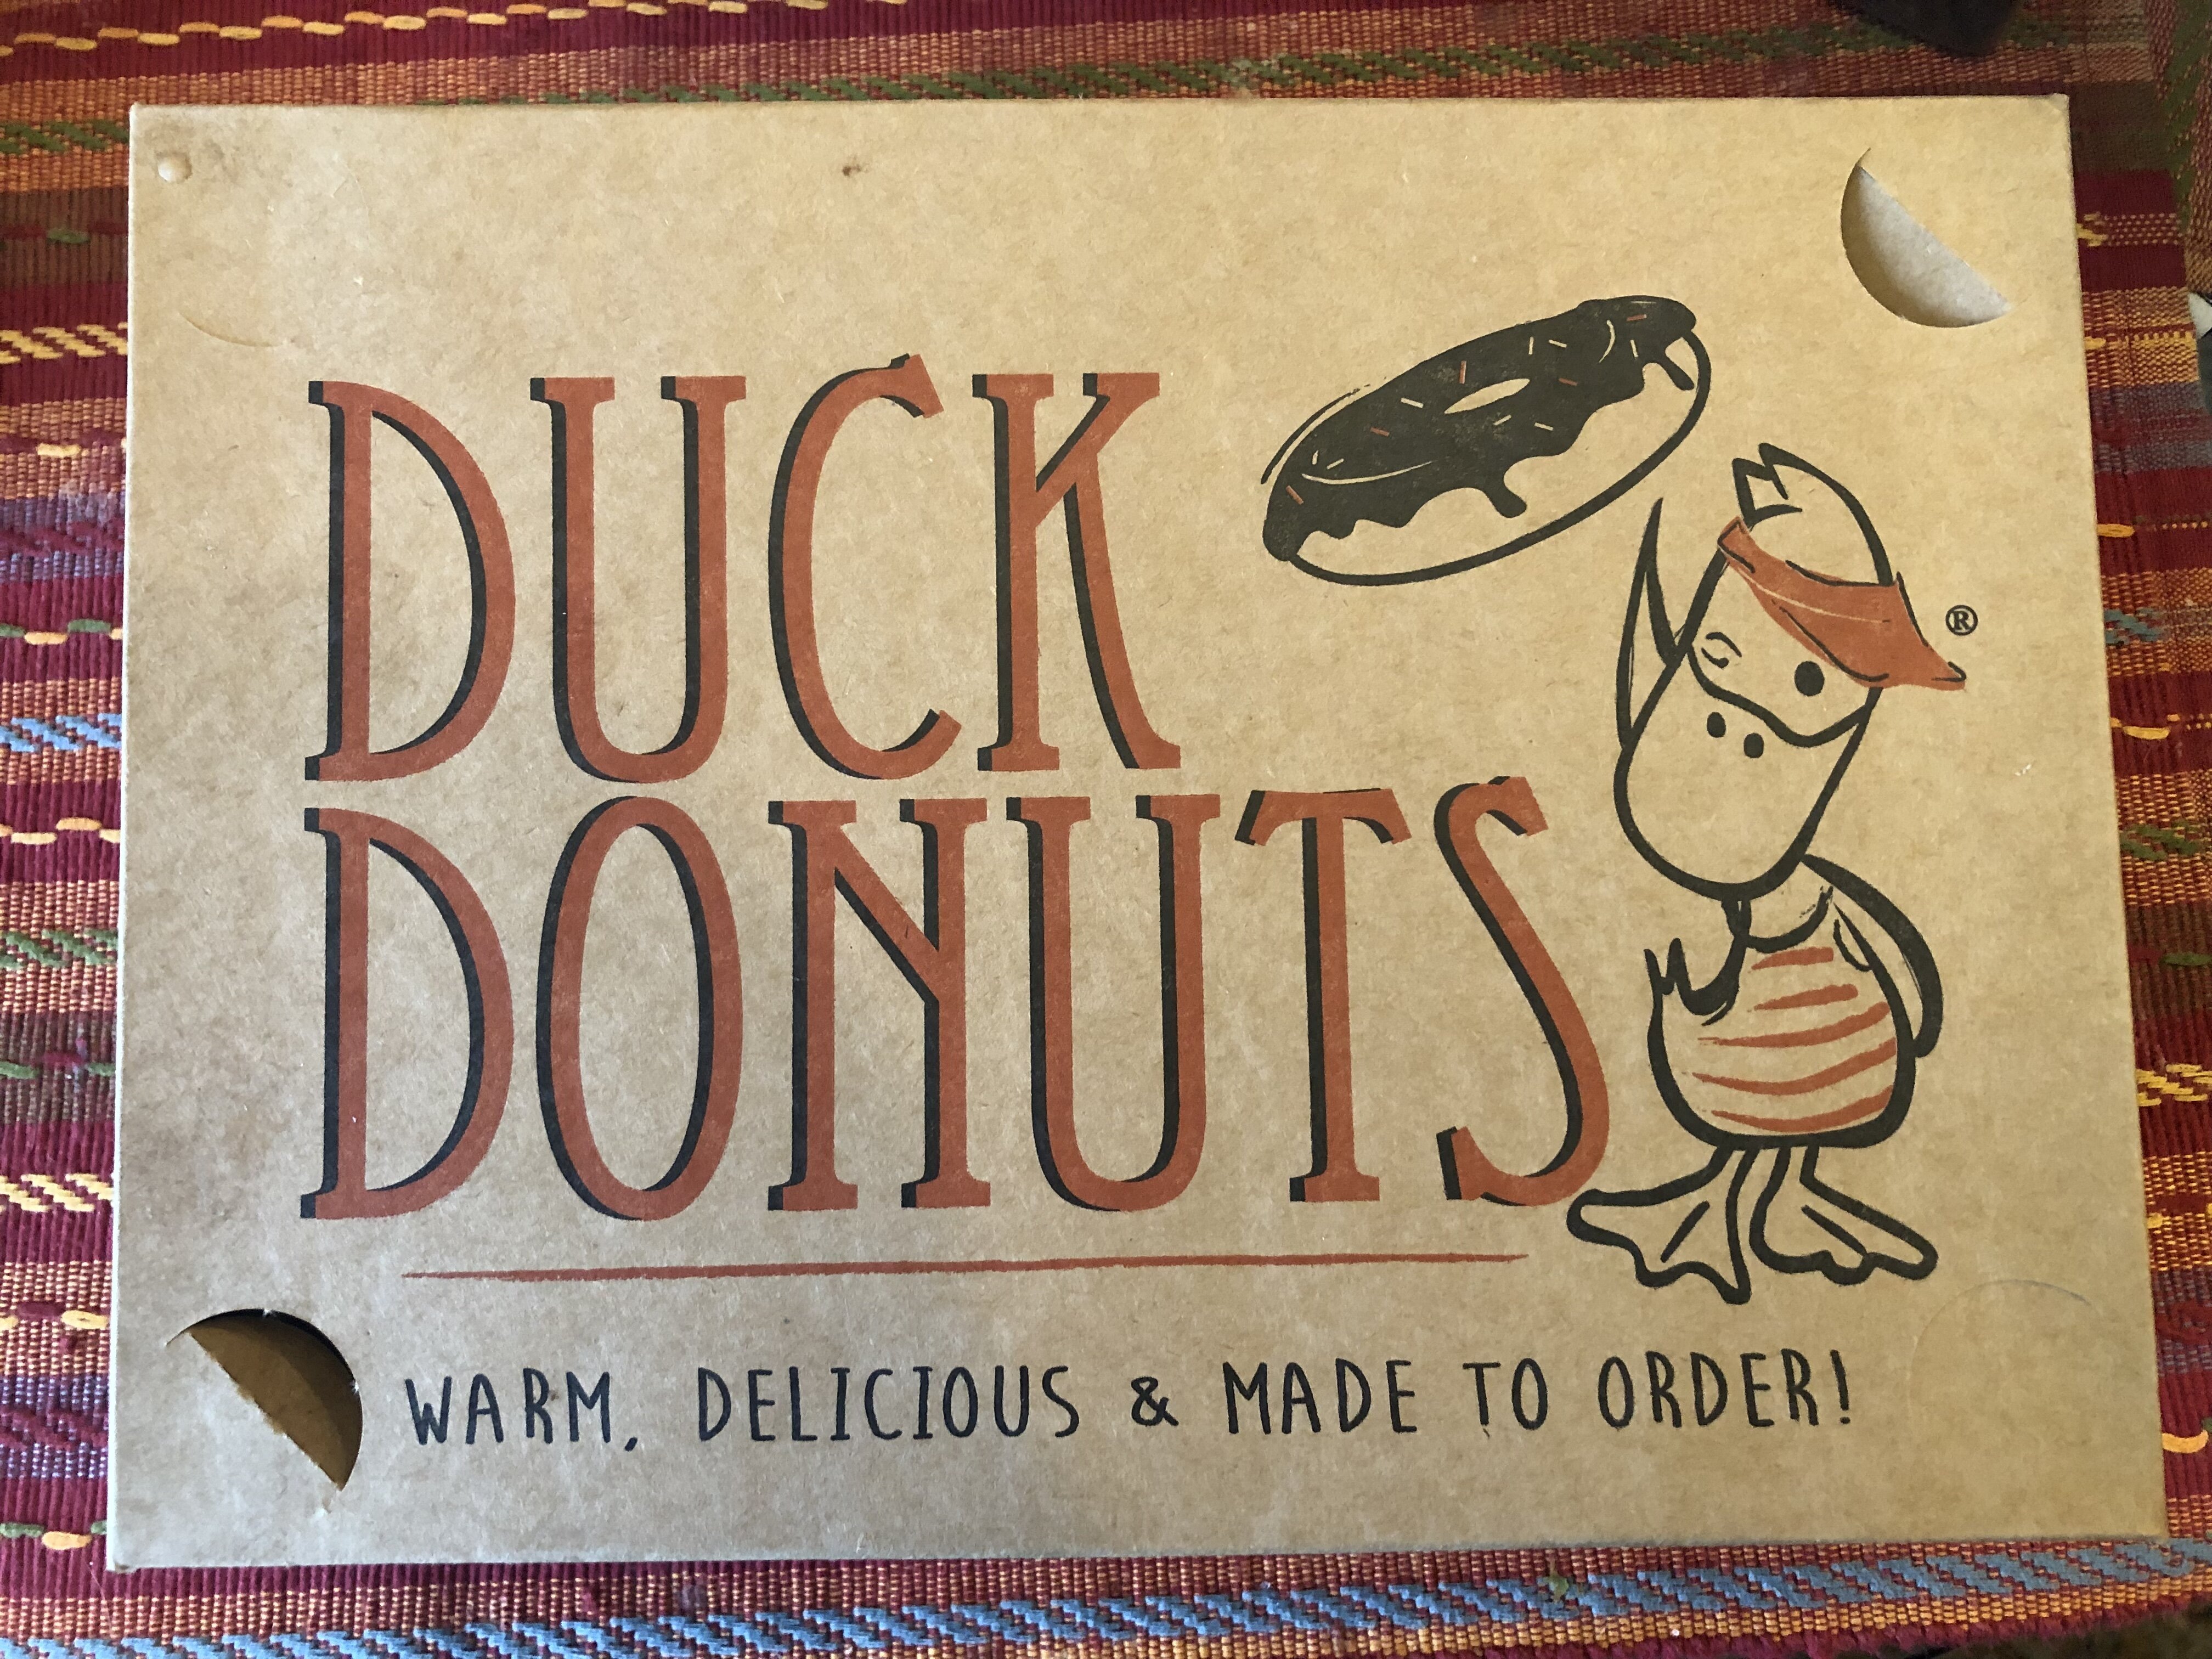 DUCK
DONUTS
®
WARM, DELICIOUS & MADE TO ORDER!